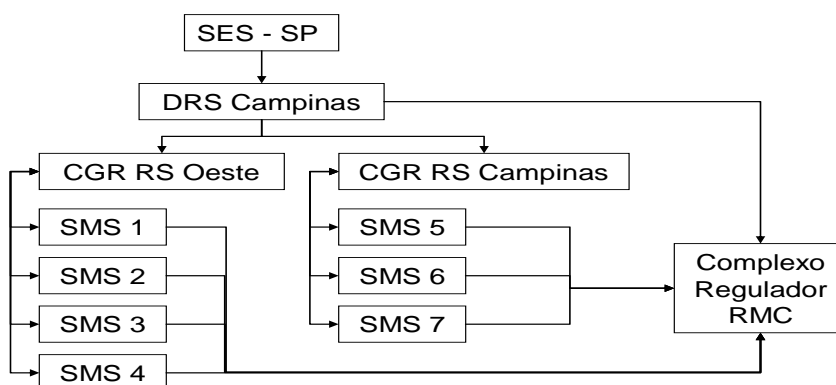 SES - SP
DRS Campinas
CGR RS Oeste
CGR RS Campinas
SMS 1
SMS 2
SMS 3
SMS 4
SMS 5
SMS 6
SMS 7
Complexo
Regulador
RMC